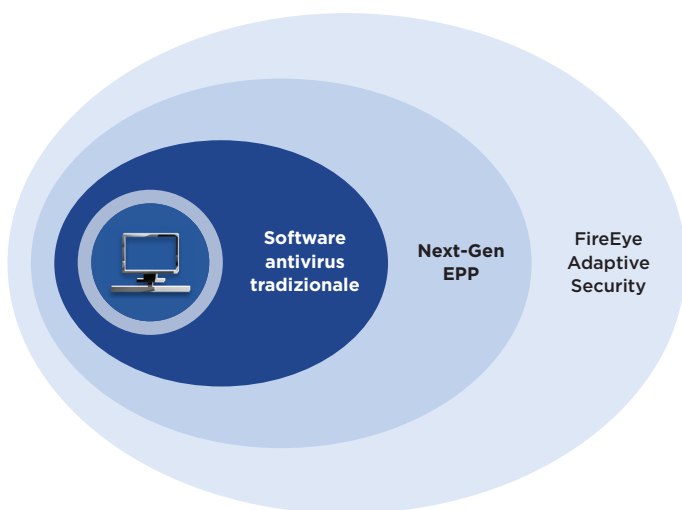 Software
antivirus
tradizionale
Next-Gen
EPP
FireEye
Adaptive
Security